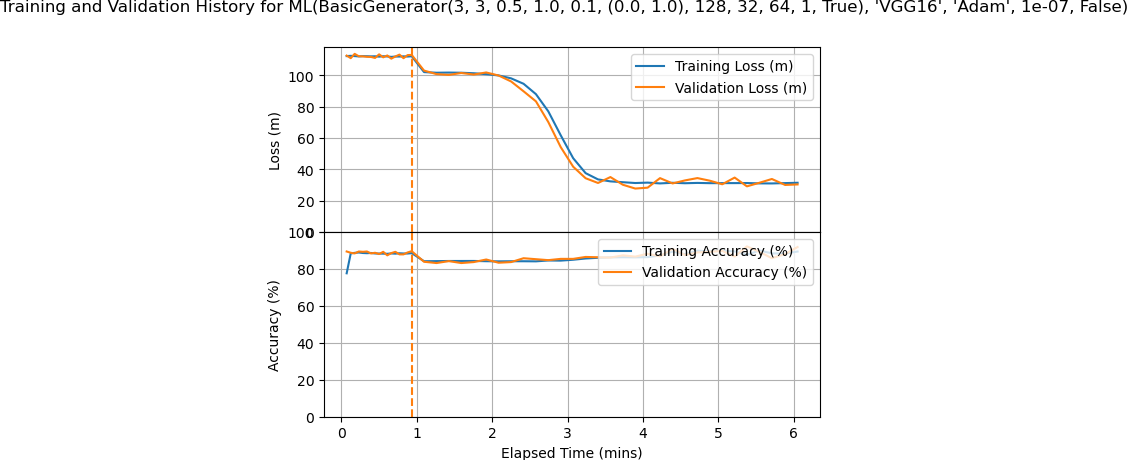 Training and Validation History for ML(BasicGenerator(3, 3, 0.5, 1.0, 0.1, (0.0, 1.0), 128, 32, 64, 1, True), 'VGG16', 'Adam', 1e-07, False)
Training Loss (m)
Validation Loss (m)
Loss (m)
100
80
60
40
20
0
Training Accuracy (%)
Validation Accuracy (%)
Accuracy (%)
100
80
60
40
20
0
0 1 2 3 4 5 6
Elapsed Time (mins)